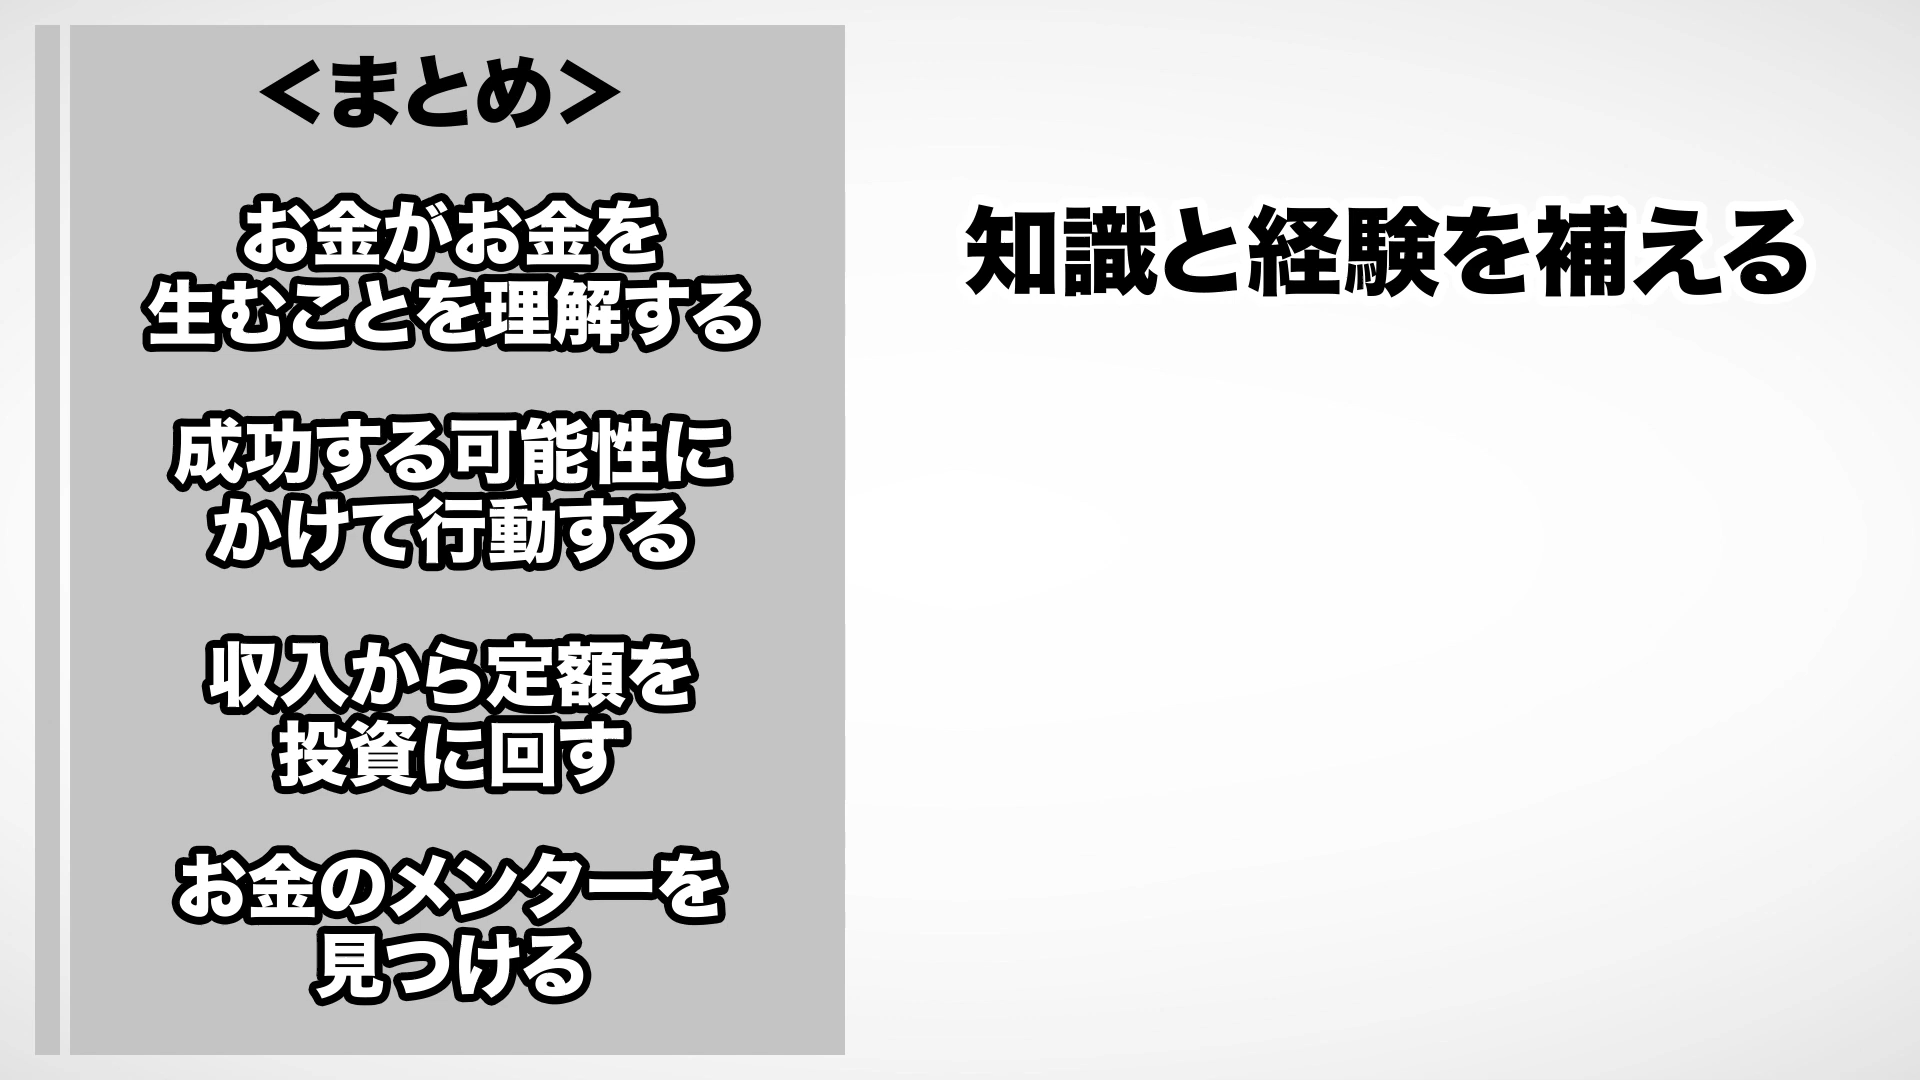 ＜まとめ＞
お金がお金を
生むことを理解する
成功する可能性に
かけて行動する
収入から定額を
投資に回す
お金のメンターを
見つける
知識と経験を補える